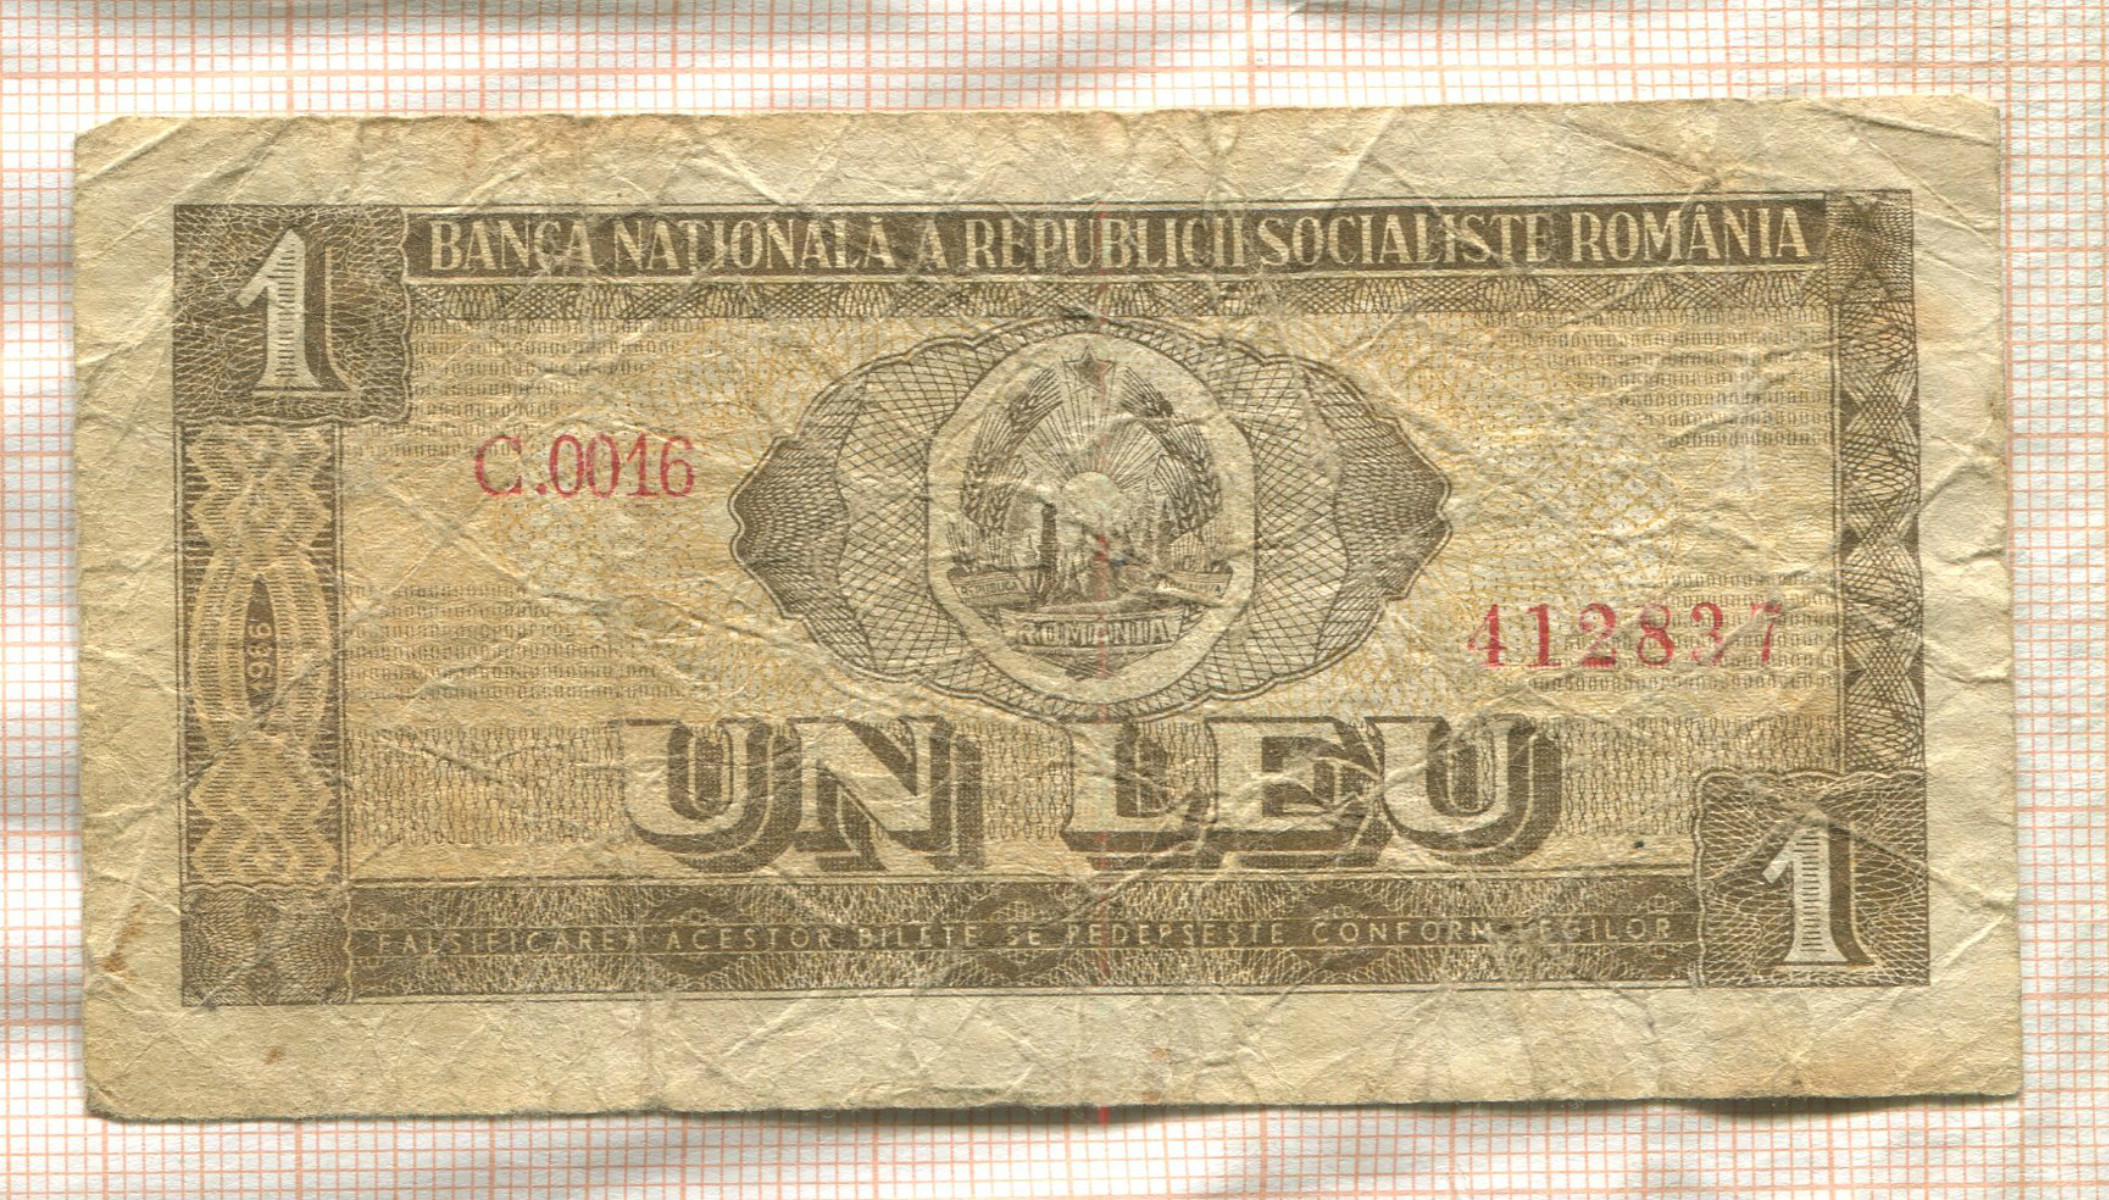 1
BANCA NAȚIONALĂ A REPUBLICII SOCIALISTE ROMÂNIA
C.0016
ROMANIA
412837
1966
UN LEU
1
FALSIFICAREA ACESTOR BILETE SE PEDEPSEȘTE CONFORM LEGILOR